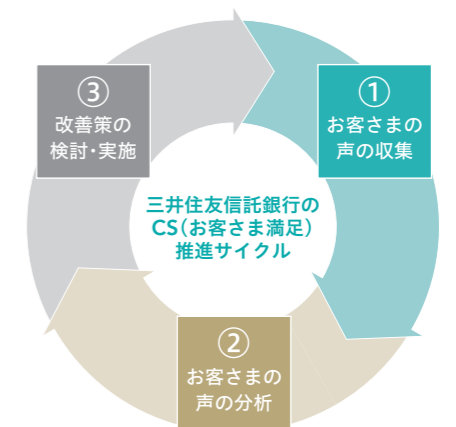 ①
お客さまの
声の収集
②
お客さまの
声の分析
③
改善策の
検討・実施
三井住友信託銀行の
CS(お客さま満足)
推進サイクル